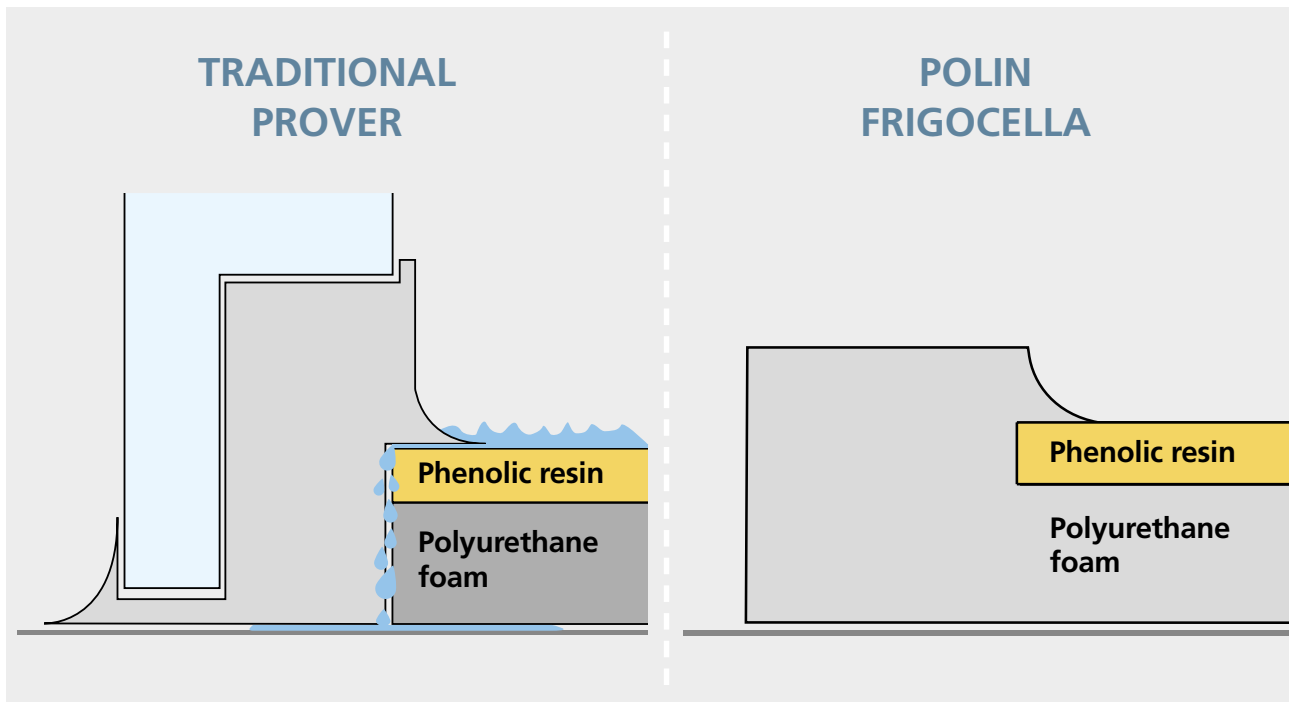 TRADITIONAL
PROVER
Phenolic resin
Polyurethane
foam
POLIN
FRIGOCELLA
Phenolic resin
Polyurethane
foam